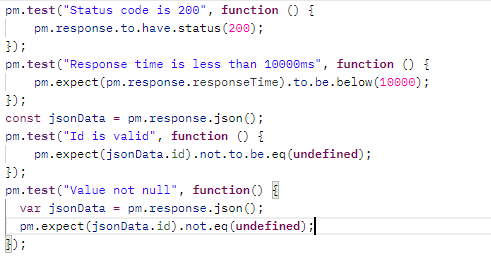 pm.test("Status code is 200", function () {
    pm.response.to.have.status(200);
});
pm.test("Response time is less than 10000ms", function () {
    pm.expect(pm.response.responseTime).to.be.below(10000);
});
const jsonData = pm.response.json();
pm.test("Id is valid", function () {
    pm.expect(jsonData.id).not.to.be.eq(undefined);
});
pm.test("Value not null", function() {
  var jsonData = pm.response.json();
  pm.expect(jsonData.id).not.eq(undefined);
});